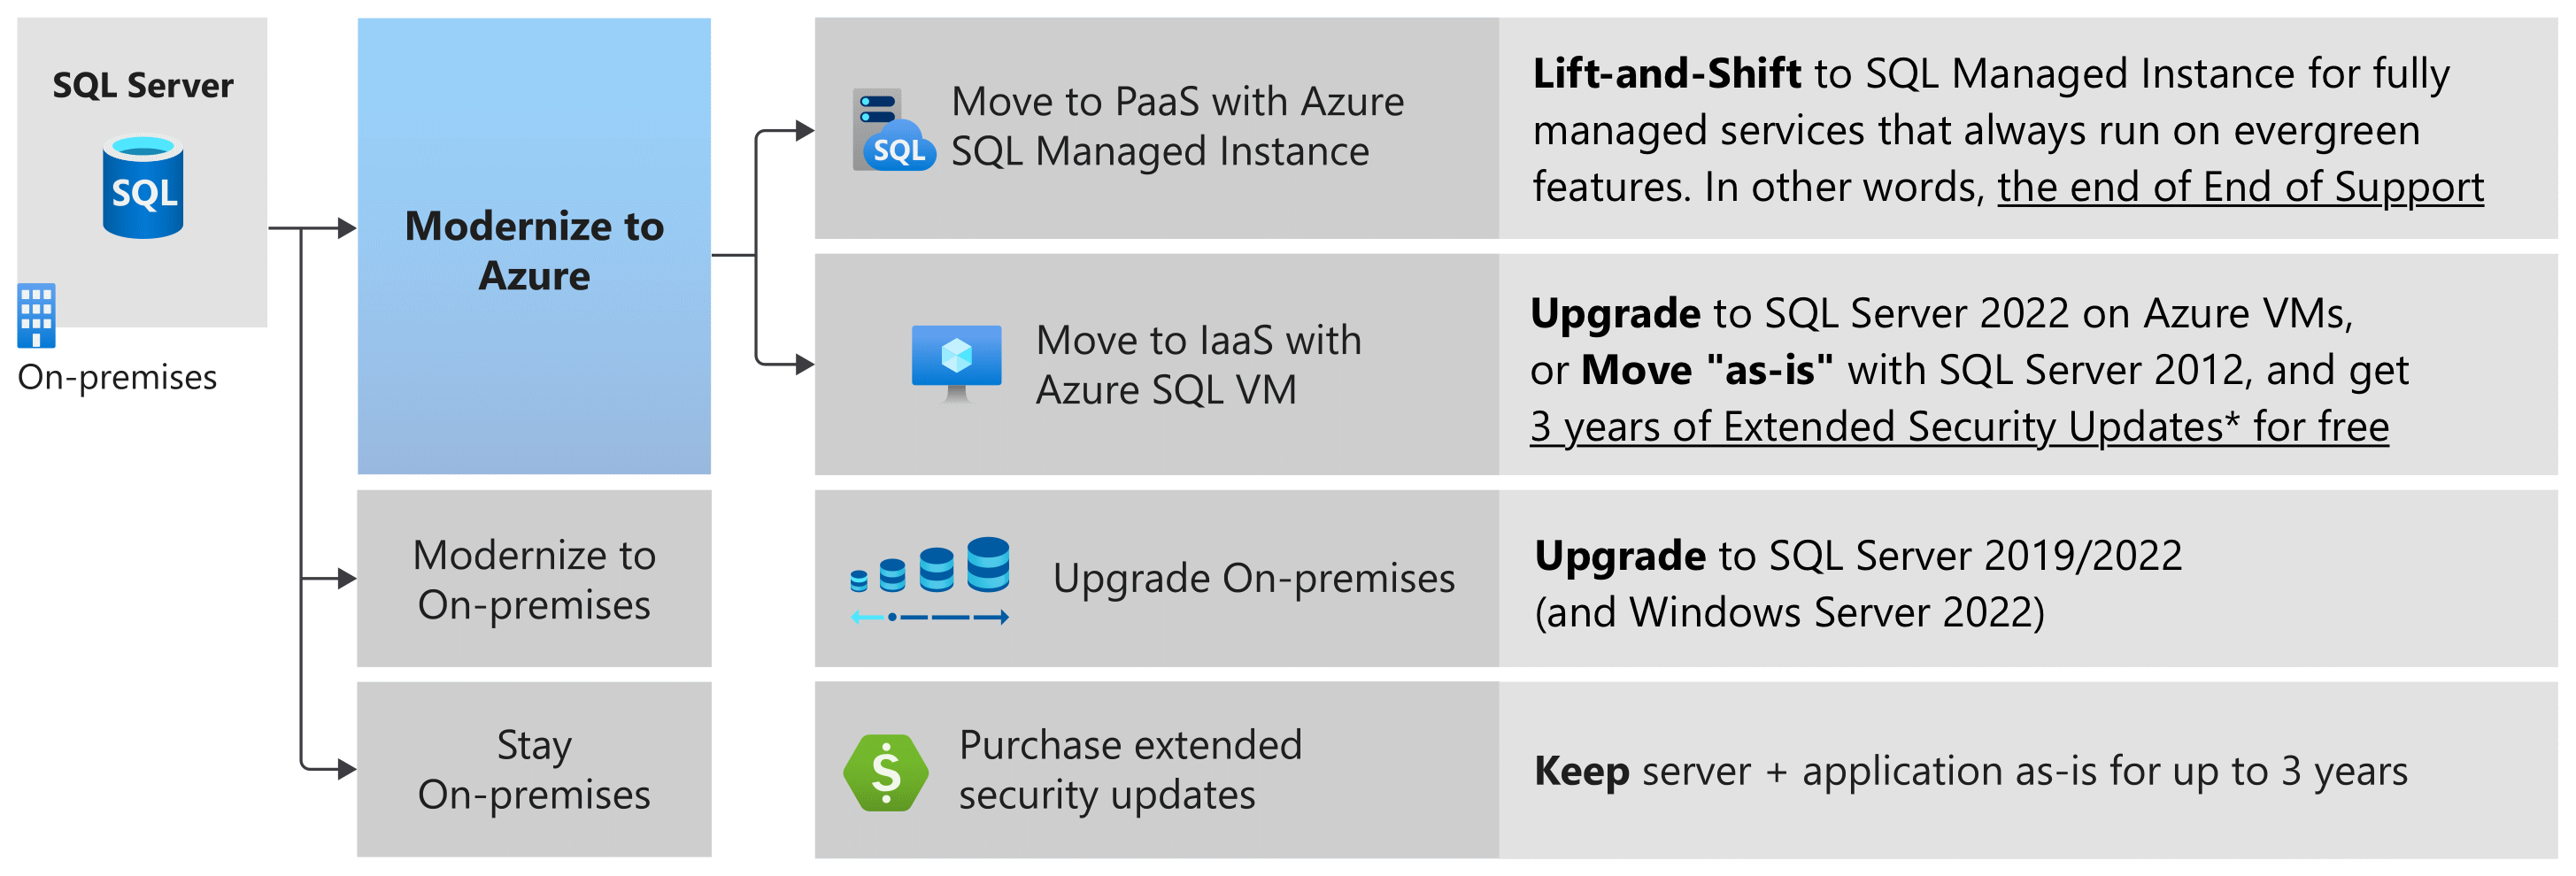 SQL Server
SQL
On-premises
Modernize to
Azure
SQL
Move to PaaS with Azure
SQL Managed Instance
Lift-and-Shift to SQL Managed Instance for fully
managed services that always run on evergreen
features. In other words, the end of End of Support
Move to IaaS with
Azure SQL VM
Upgrade to SQL Server 2022 on Azure VMs,
or Move "as-is" with SQL Server 2012, and get
3 years of Extended Security Updates* for free
Modernize to
On-premises
Upgrade On-premises
Upgrade to SQL Server 2019/2022
(and Windows Server 2022)
Stay
On-premises
$
Purchase extended
security updates
Keep server + application as-is for up to 3 years